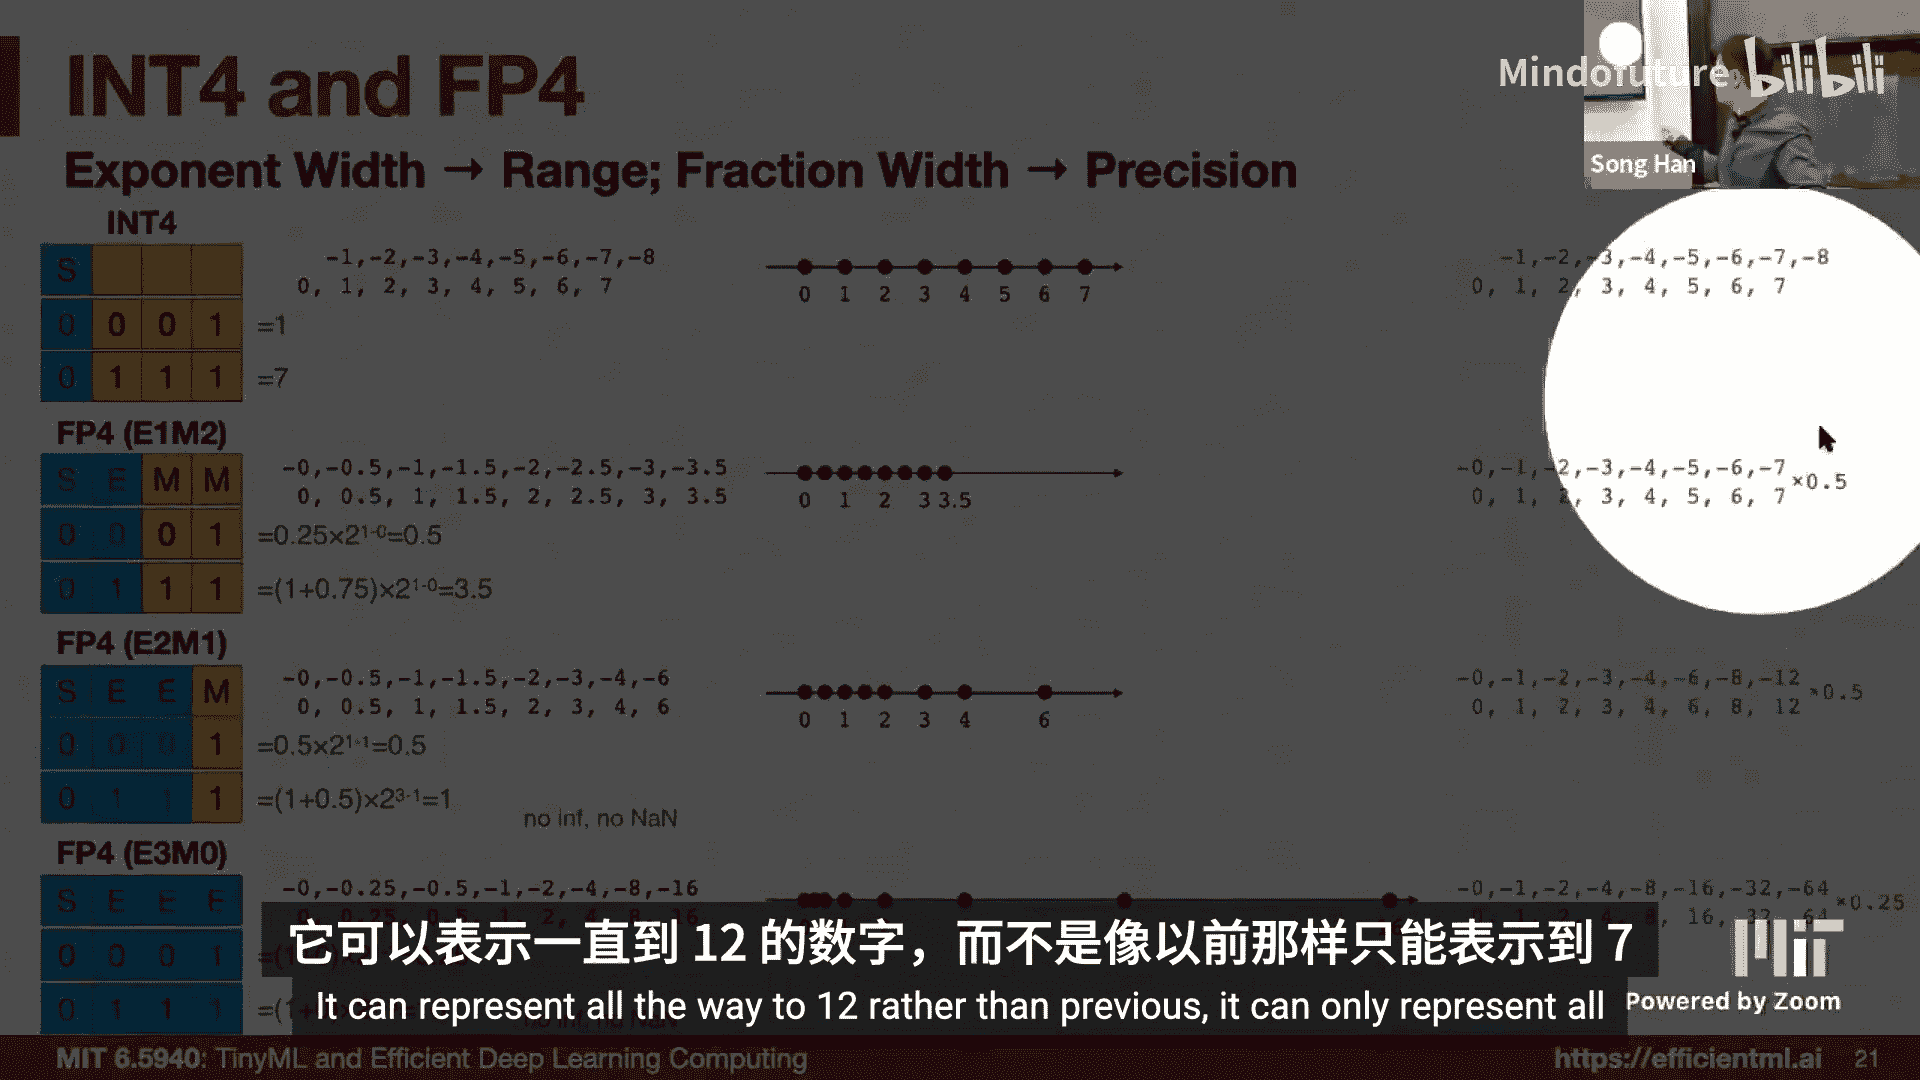 INT4 and FP4
Mindofuture
bilibili
Song Han
Exponent Width → Range; Fraction Width → Precision
INT4
S
0 0 0 1 =1
0 1 1 1 =7
-1,-2,-3,-4,-5,-6,-7,-8
0, 1, 2, 3, 4, 5, 6, 7
0 1 2 3 4 5 6 7
-1,-2,-3,-4,-5,-6,-7,-8
0, 1, 2, 3, 4, 5, 6, 7
FP4 (E1M2)
S E M M
0 0 0 1 =0.25×2¹⁻⁰=0.5
0 1 1 1 =(1+0.75)×2¹⁻⁰=3.5
-0,-0.5,-1,-1.5,-2,-2.5,-3,-3.5
0, 0.5, 1, 1.5, 2, 2.5, 3, 3.5
0 1 2 3 3.5
-0,-1,-2,-3,-4,-5,-6,-7
0, 1, 2, 3, 4, 5, 6, 7
×0.5
FP4 (E2M1)
S E E M
0 0 0 1 =0.5×2¹⁻¹=0.5
0 1 1 1 =(1+0.5)×2³⁻¹=1
-0,-0.5,-1,-1.5,-2,-3,-4,-6
0, 0.5, 1, 1.5, 2, 3, 4, 6
no inf, no NaN
0 1 2 3 4 6
-0,-1,-2,-3,-4,-6,-8,-12
0, 1, 2, 3, 4, 6, 8, 12
×0.5
FP4 (E3M0)
S E E E
0 0 0 1
0 1 1 1
-0,-0.25,-0.5,-1,-2,-4,-8,-16
-0,-1,-2,-4,-8,-16,-32,-64
×0.25
它可以表示一直到 12 的数字，而不是像以前那样只能表示到 7
It can represent all the way to 12 rather than previous, it can only represent all
MIT
Powered by Zoom
MIT 6.5940: TinyML and Efficient Deep Learning Computing
https://efficientml.ai
21